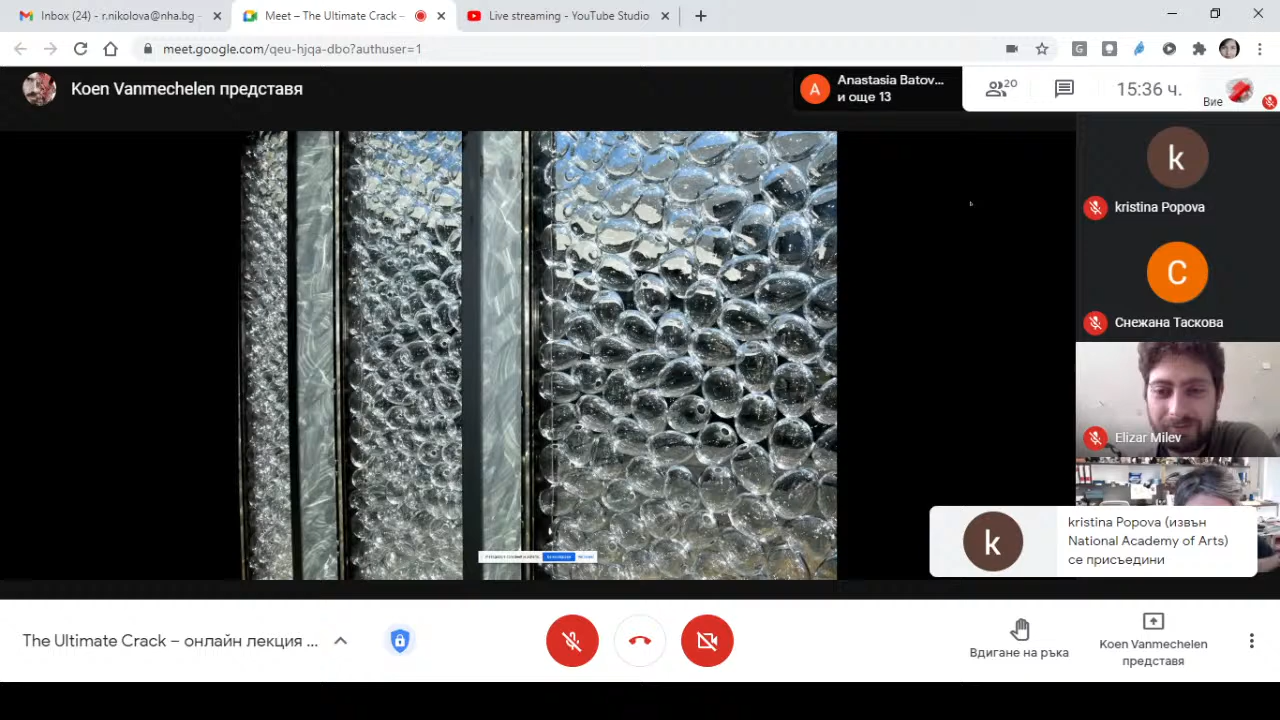 Inbox (24) - r.nikolova@nha.bg -
Meet – The Ultimate Crack –
Live streaming - YouTube Studio
meet.google.com/qeu-hjqa-dbo?authuser=1
Koen Vanmechelen представя
A
Anastasia Batov...
и още 13
20
15:36 ч.
Вие
k
kristina Popova
C
Снежана Таскова
Elizar Milev
k
kristina Popova (извън
National Academy of Arts)
се присъедини
The Ultimate Crack – онлайн лекция ...
Вдигане на ръка
Koen Vanmechelen
представя